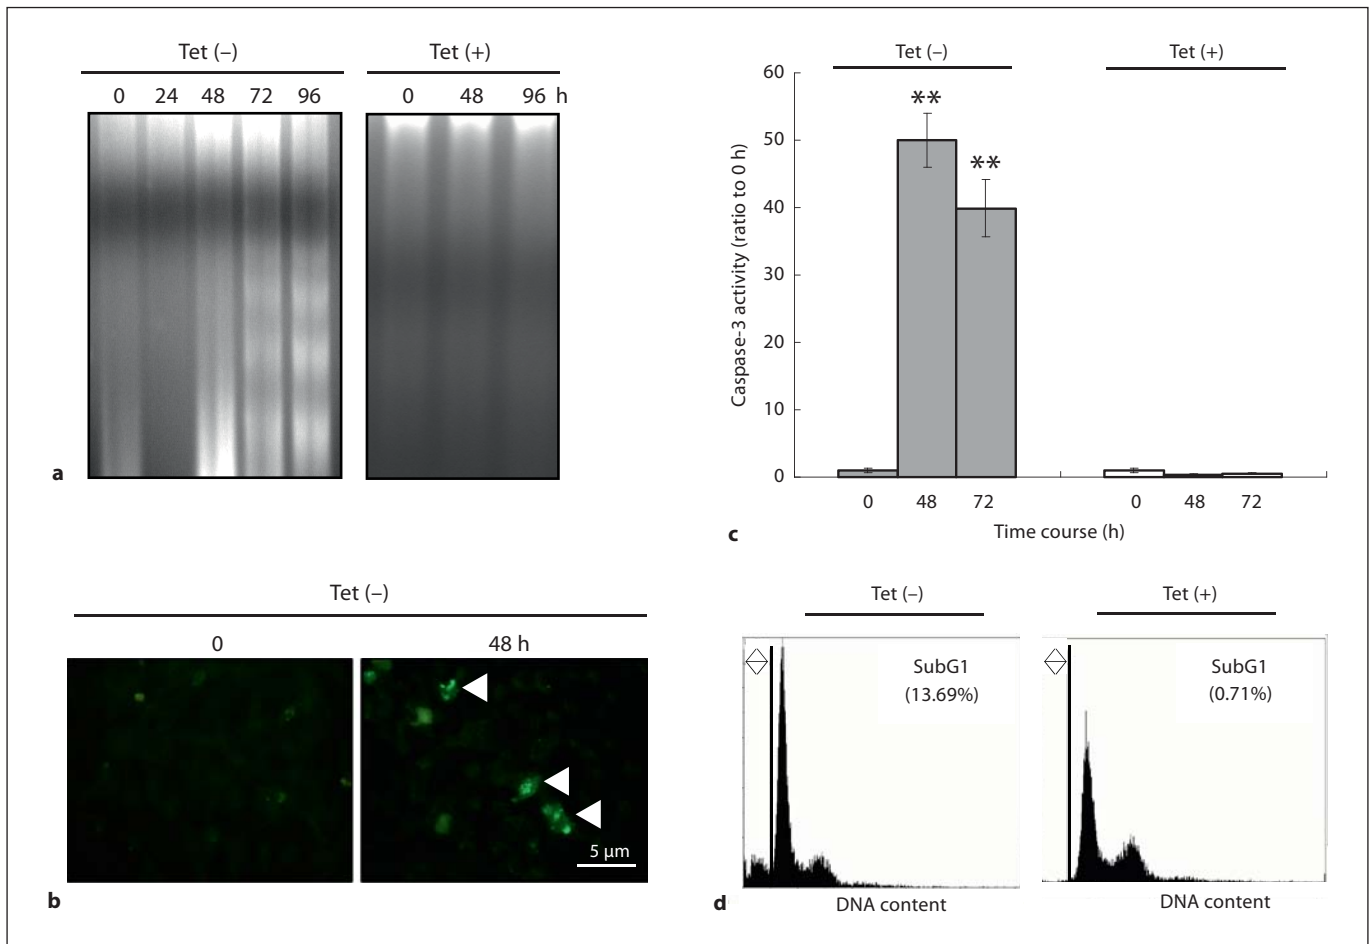 Tet (–)
Tet (+)
0 24 48 72 96
0 48 96 h
a
Tet (–)
Tet (+)
60
50
40
30
20
10
0
Caspase-3 activity (ratio to 0 h)
**
**
0 48 72
0 48 72
Time course (h)
c
Tet (–)
0
48 h
5 µm
b
Tet (–)
Tet (+)
SubG1
(13.69%)
SubG1
(0.71%)
DNA content
DNA content
d